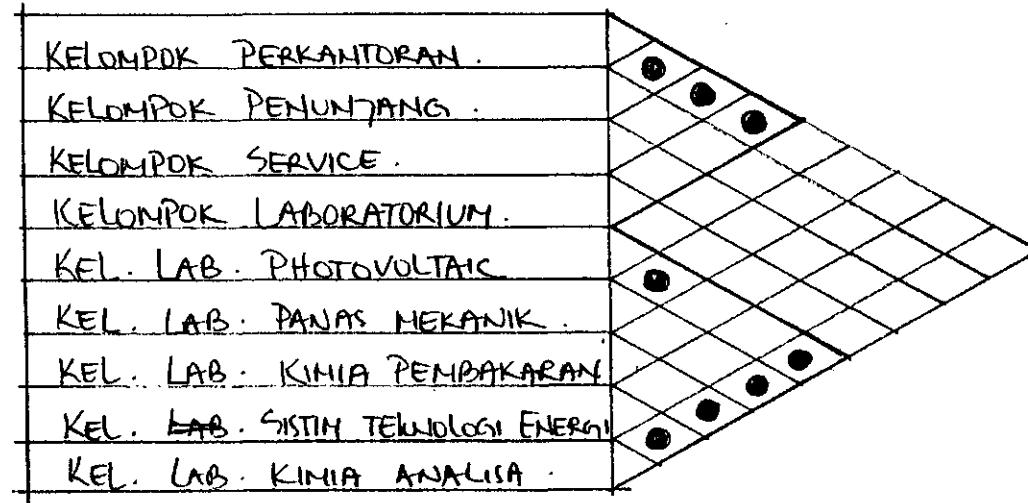 KELOMPOK PERKANTORAN.
KELOMPOK PENUNJANG.
KELOMPOK SERVICE.
KELOMPOK LABORATORIUM.
KEL. LAB. PHOTOVOLTAIC
KEL. LAB. PANAS MEKANIK.
KEL. LAB. KIMIA PEMBAKARAN
KEL. LAB. SISTIM TEKNOLOGI ENERGI
KEL. LAB. KIMIA ANALISA.